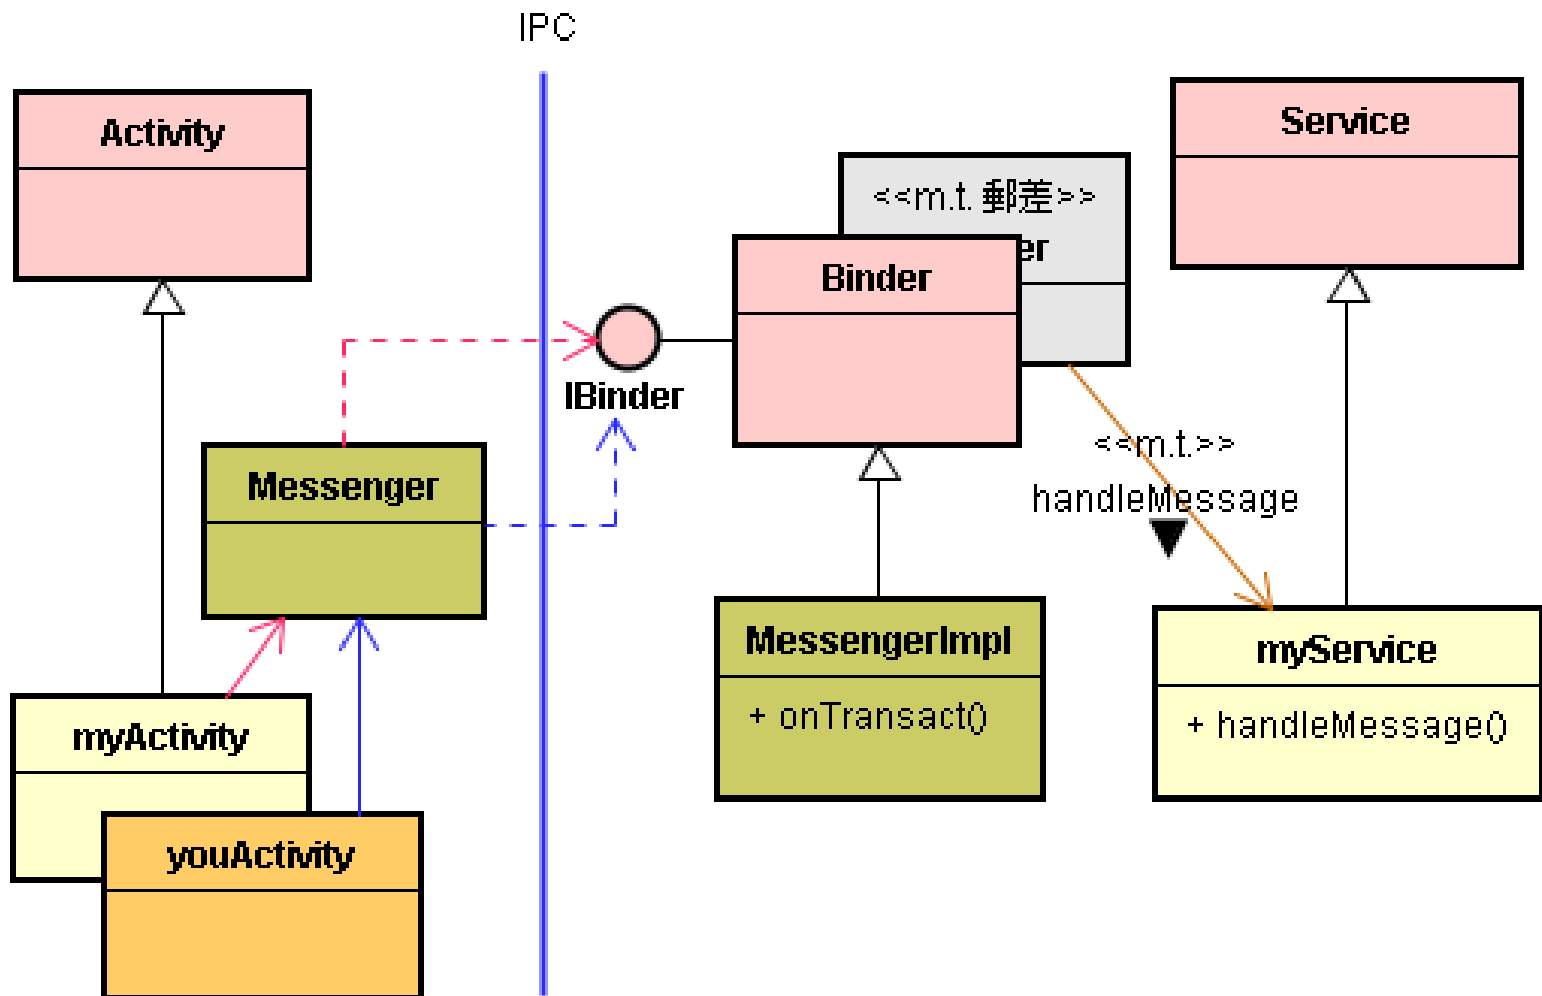 IPC
Activity
Service
<<m.t. 郵差>>
er
Binder
IBinder
Messenger
<<m.t.>>
handleMessage
MessengerImpl
+ onTransact()
myService
+ handleMessage()
myActivity
youActivity